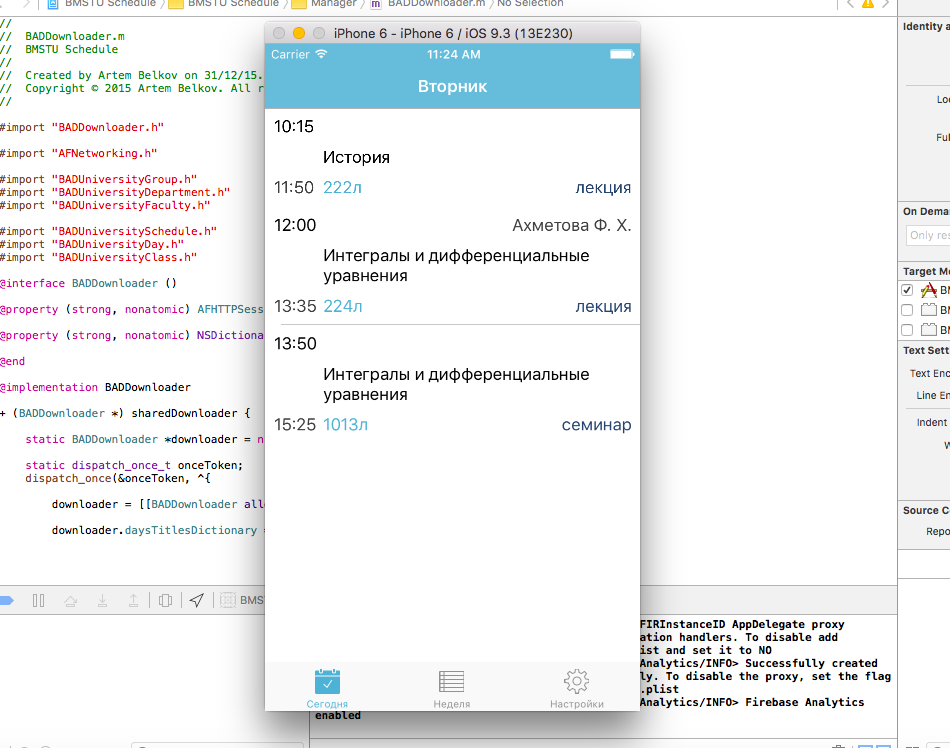 BMSTU Schedule
BMSTU Schedule
Manager
BADDownloader.m
No Selection
//
// BADDownloader.m
// BMSTU Schedule
//
// Created by Artem Belkov on 31/12/15.
// Copyright © 2015 Artem Belkov. All r
//
#import "BADDownloader.h"
#import "AFNetworking.h"
#import "BADUniversityGroup.h"
#import "BADUniversityDepartment.h"
#import "BADUniversityFaculty.h"
#import "BADUniversitySchedule.h"
#import "BADUniversityDay.h"
#import "BADUniversityClass.h"
@interface BADDownloader ()
@property (strong, nonatomic) AFHTTPSess
@property (strong, nonatomic) NSDictiona
@end
@implementation BADDownloader
+ (BADDownloader *) sharedDownloader {
static BADDownloader *downloader = n
static dispatch_once_t onceToken;
dispatch_once(&onceToken, ^{
downloader = [[BADDownloader all
downloader.daysTitlesDictionary =
BMS
iPhone 6 - iPhone 6 / iOS 9.3 (13E230)
Carrier 11:24 AM
Вторник
10:15
История
11:50 222л лекция
12:00 Ахметова Ф. Х.
Интегралы и дифференциальные
уравнения
13:35 224л лекция
13:50
Интегралы и дифференциальные
уравнения
15:25 1013л семинар
Сегодня Неделя Настройки
FIRInstanceID AppDelegate proxy
ation handlers. To disable add
ist and set it to NO
Analytics/INFO> Successfully created
ly. To disable the proxy, set the flag
.plist
Analytics/INFO> Firebase Analytics
enabled
Identity a
Loc
Ful
On Dema
Only res
Target Me
BM
BM
BM
Text Sett
Text Enc
Line En
Indent
W
Source Co
Repo